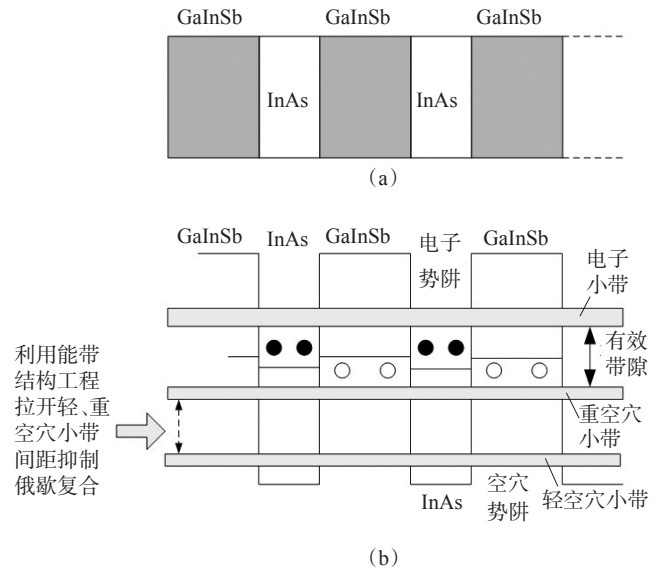 GaInSb GaInSb GaInSb
InAs InAs
(a)
GaInSb InAs GaInSb 电子 GaInSb
势阱
电子
小带
有效
带隙
利用能带
结构工程
拉开轻、重
空穴小带
间距抑制
俄歇复合
重空穴
小带
InAs 空穴 轻空穴小带
势阱
(b)